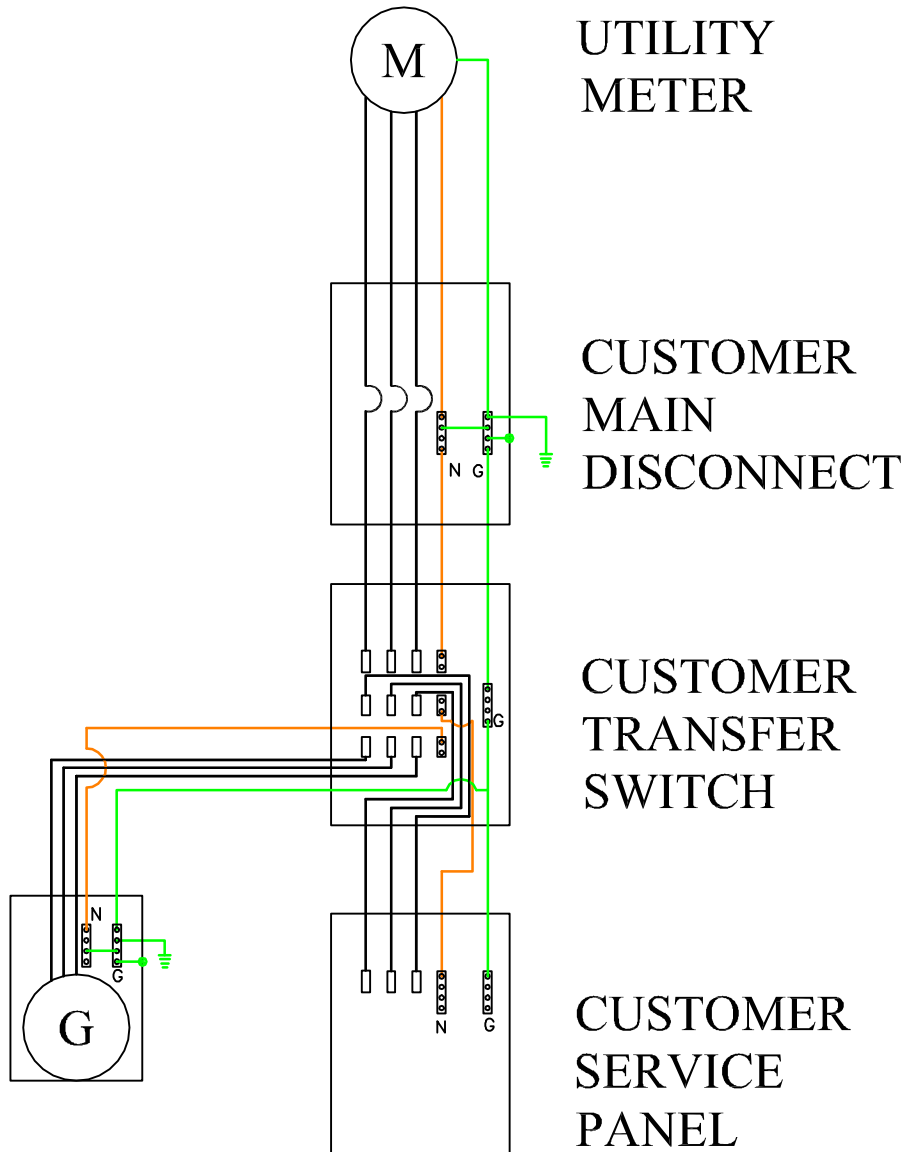 M
UTILITY
METER
CUSTOMER
MAIN
DISCONNECT
N G
CUSTOMER
TRANSFER
SWITCH
G
N
G
G
CUSTOMER
SERVICE
PANEL
N G